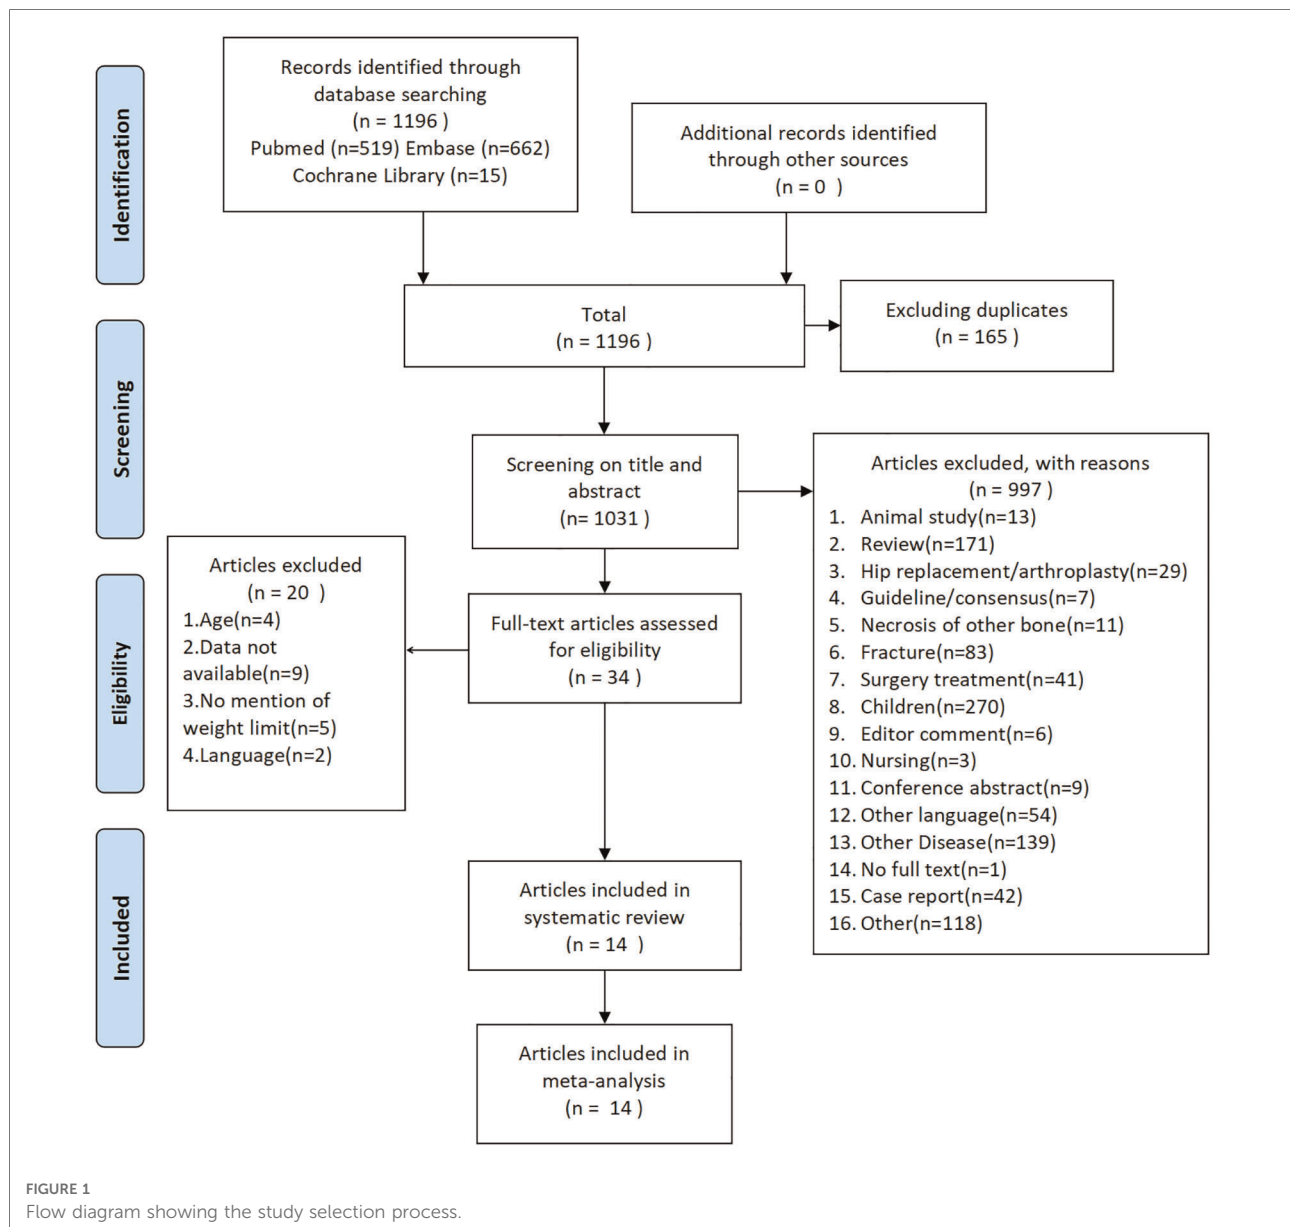 Identification
Records identified through
database searching
(n = 1196)
Pubmed (n=519) Embase (n=662)
Cochrane Library (n=15)
Additional records identified
through other sources
(n = 0 )
Total
(n = 1196 )
Excluding duplicates
(n = 165 )
Screening
Screening on title and
abstract
(n= 1031 )
Articles excluded, with reasons
(n = 997 )
1. Animal study(n=13)
2. Review(n=171)
3. Hip replacement/arthroplasty(n=29)
4. Guideline/consensus(n=7)
5. Necrosis of other bone(n=11)
6. Fracture(n=83)
7. Surgery treatment(n=41)
8. Children(n=270)
9. Editor comment(n=6)
10. Nursing(n=3)
11. Conference abstract(n=9)
12. Other language(n=54)
13. Other Disease(n=139)
14. No full text(n=1)
15. Case report(n=42)
16. Other(n=118)
Eligibility
Articles excluded
(n = 20 )
1.Age(n=4)
2.Data not
available(n=9)
3.No mention of
weight limit(n=5)
4.Language(n=2)
Full-text articles assessed
for eligibility
(n = 34 )
Included
Articles included in
systematic review
(n = 14 )
Articles included in
meta-analysis
(n = 14 )
FIGURE 1
Flow diagram showing the study selection process.